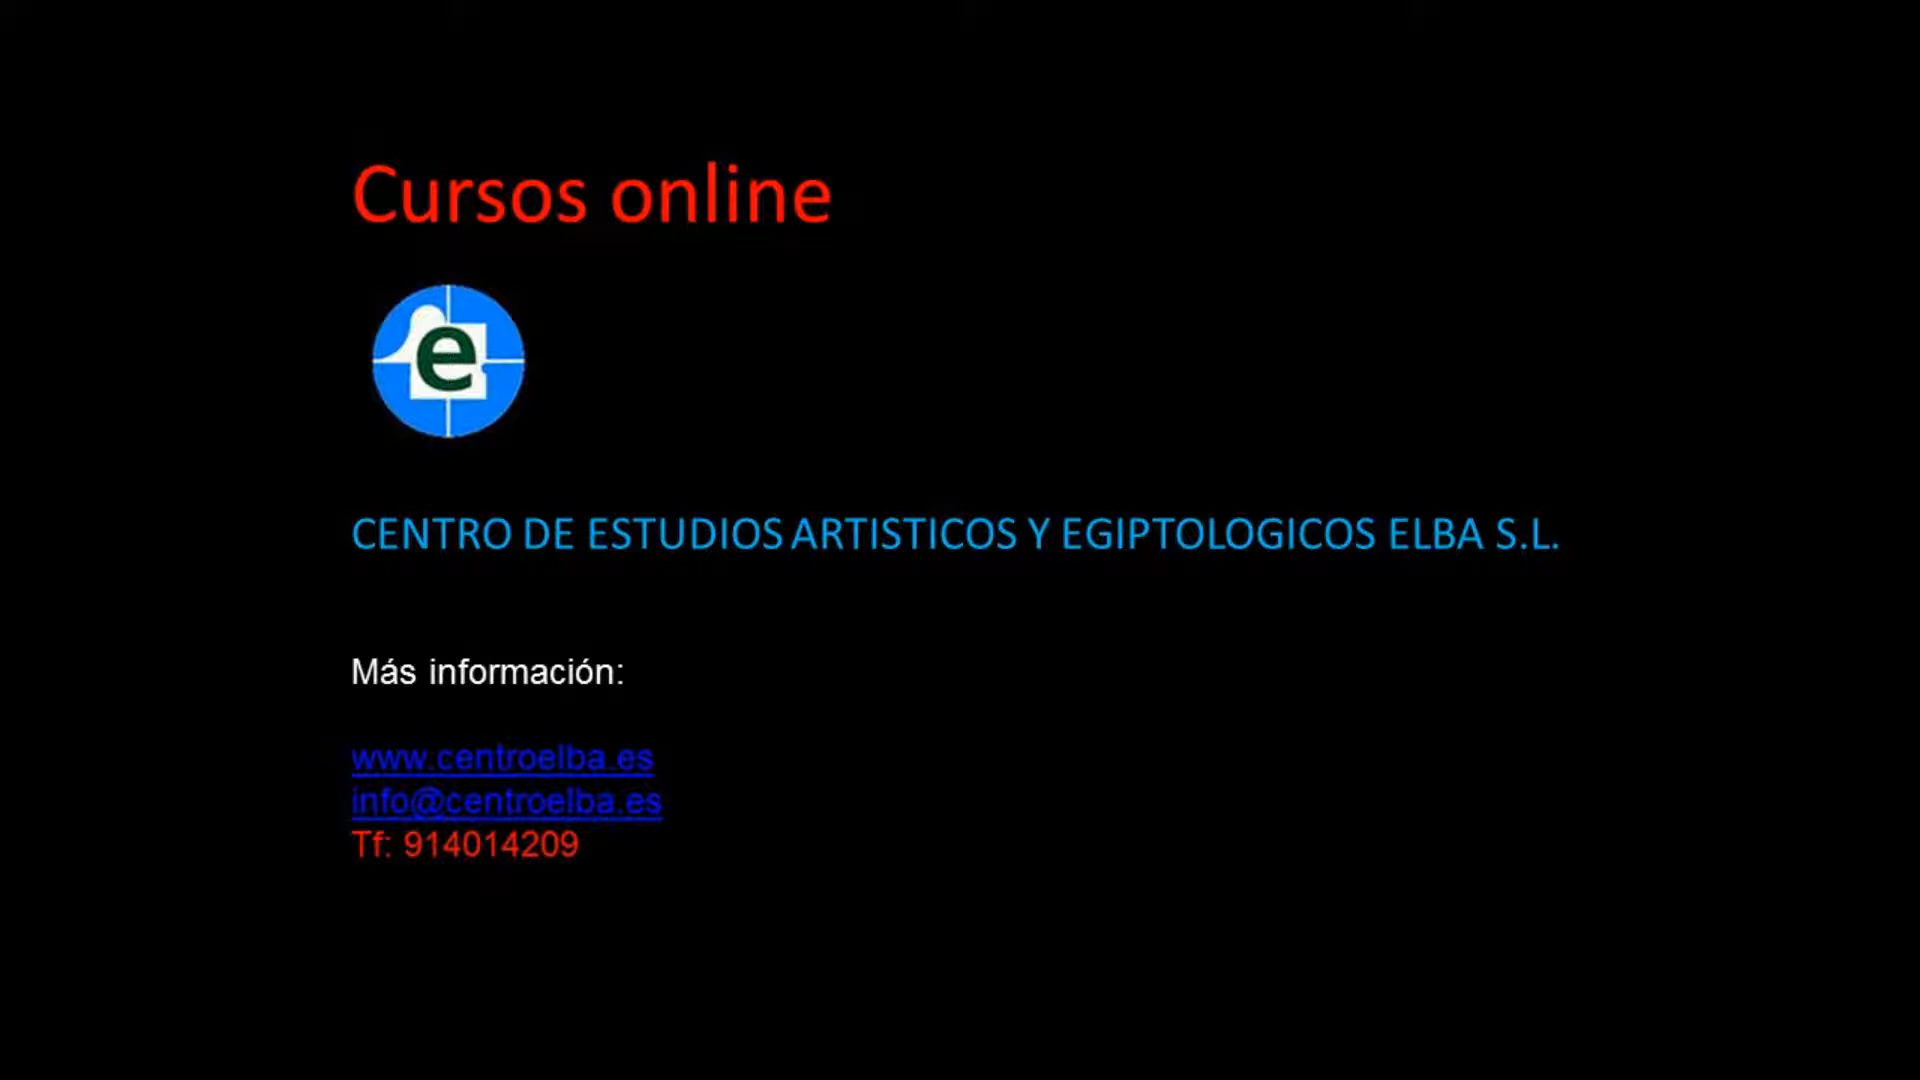 Cursos online
e
CENTRO DE ESTUDIOS ARTISTICOS Y EGIPTOLOGICOS ELBA S.L.
Más información:
www.centroelba.es
info@centroelba.es
Tf: 914014209